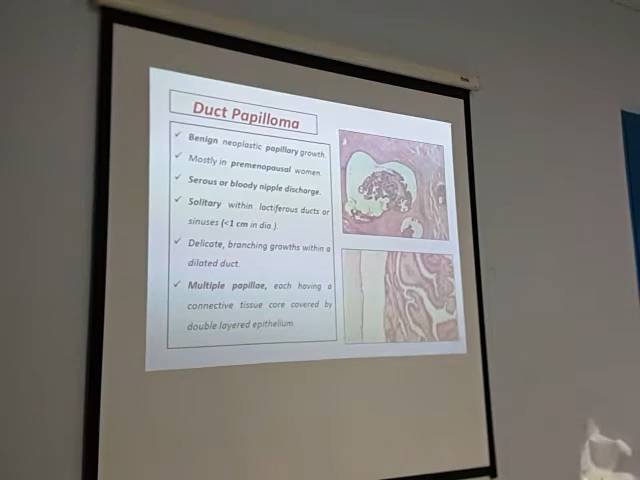 Duct Papilloma
✓ Benign neoplastic papillary growth.
✓ Mostly in premenopausal women.
✓ Serous or bloody nipple discharge.
✓ Solitary within lactiferous ducts or
sinuses (<1 cm in dia.).
✓ Delicate, branching growths within a
dilated duct.
✓ Multiple papillae, each having a
connective tissue core covered by
double layered epithelium.